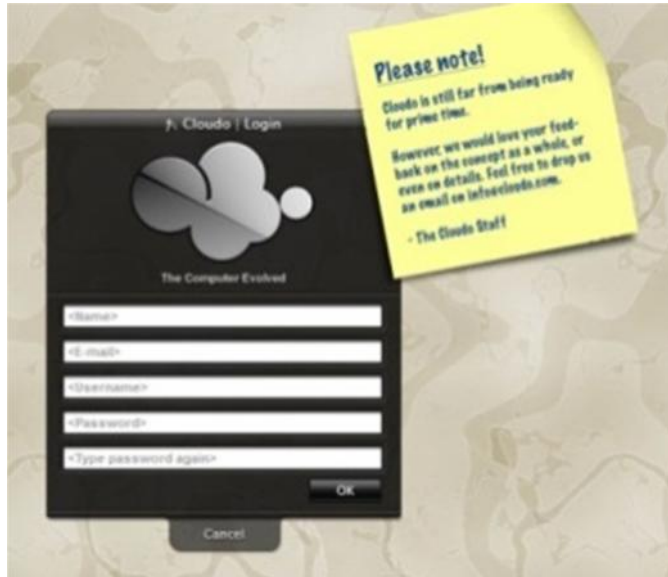 Please note!
Cloudo is still far from being ready
for prime time.
However, we would love your feed-
back on the concept as a whole, or
even on details. Feel free to drop us
an email on info@cloudo.com.
- The Cloudo Staff
Cloudo | Login
The Computer Evolved
<Name>
<E-mail>
<Username>
<Password>
<Type password again>
OK
Cancel